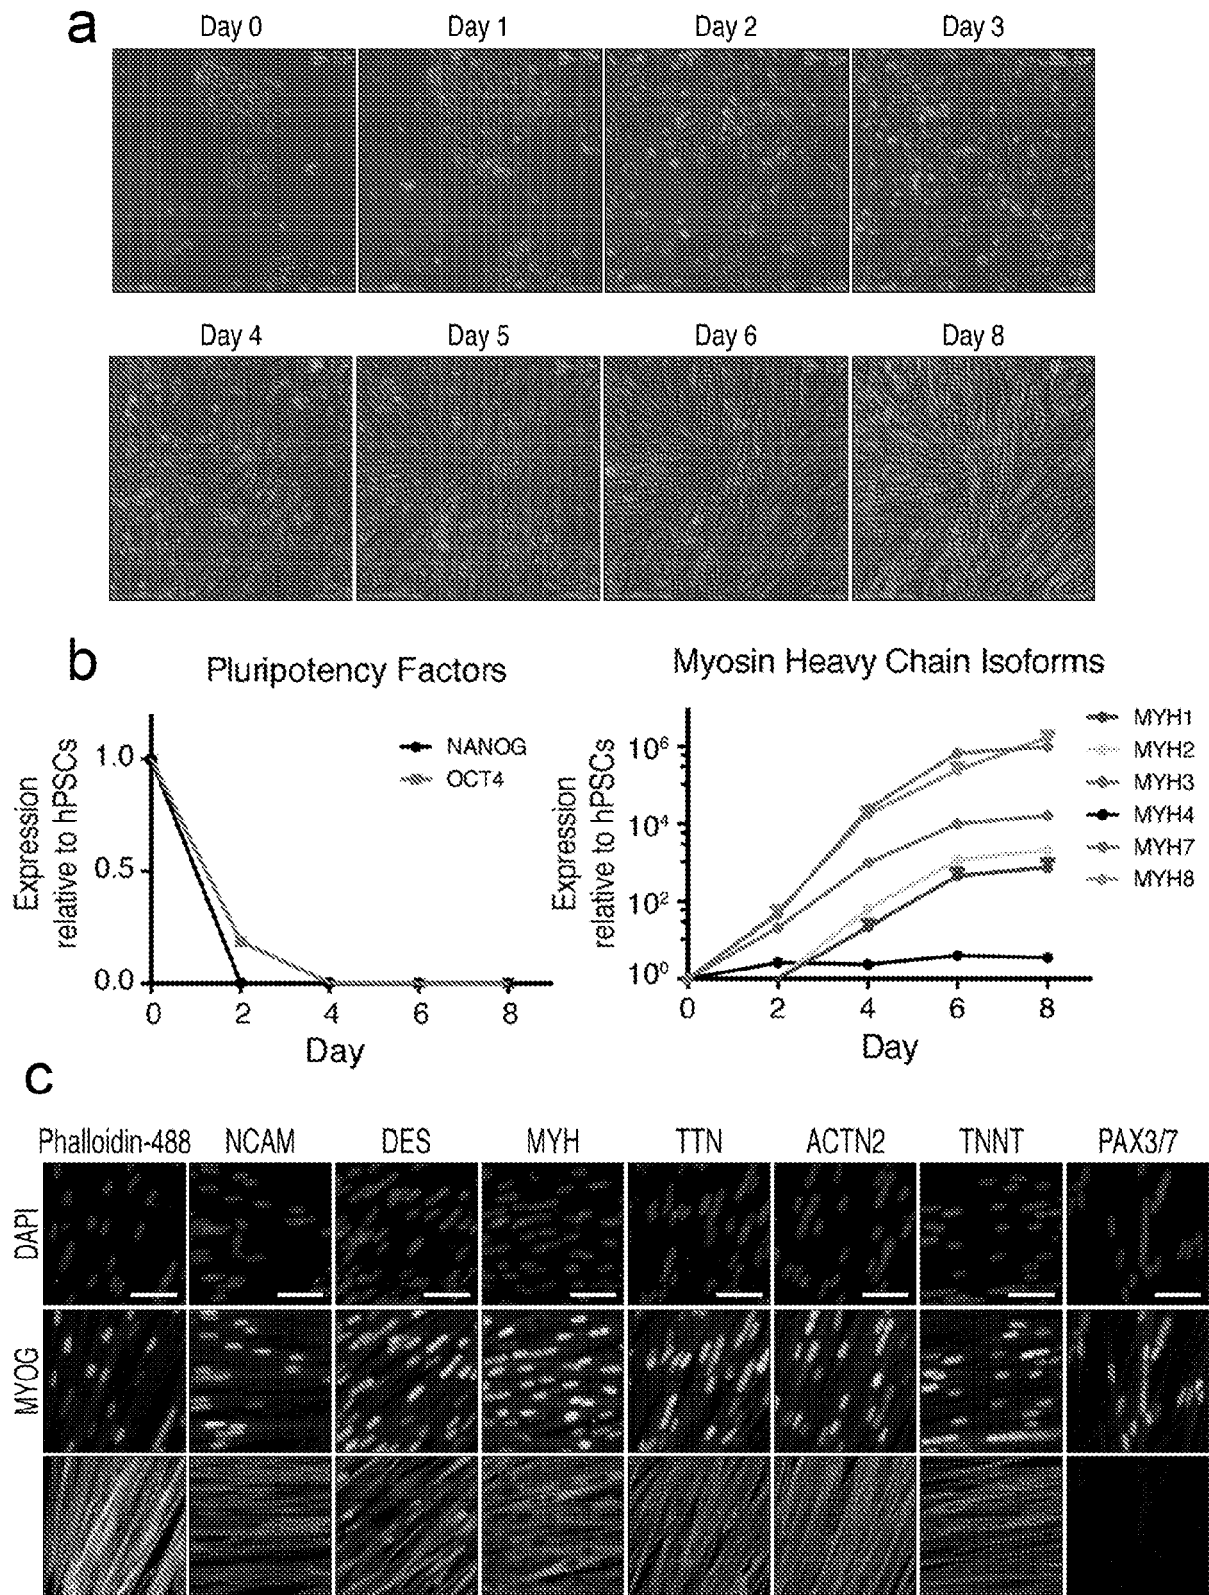 a
Day 0 Day 1 Day 2 Day 3
Day 4 Day 5 Day 6 Day 8
b
Pluripotency Factors
Expression
relative to hPSCs
1.0
0.5
0.0
0 2 4 6 8
Day
NANOG
OCT4
Myosin Heavy Chain Isoforms
Expression
relative to hPSCs
10⁶
10⁴
10²
10⁰
0 2 4 6 8
Day
MYH1
MYH2
MYH3
MYH4
MYH7
MYH8
c
Phalloidin-488 NCAM DES MYH TTN ACTN2 TNNT PAX3/7
DAPI
MYOG